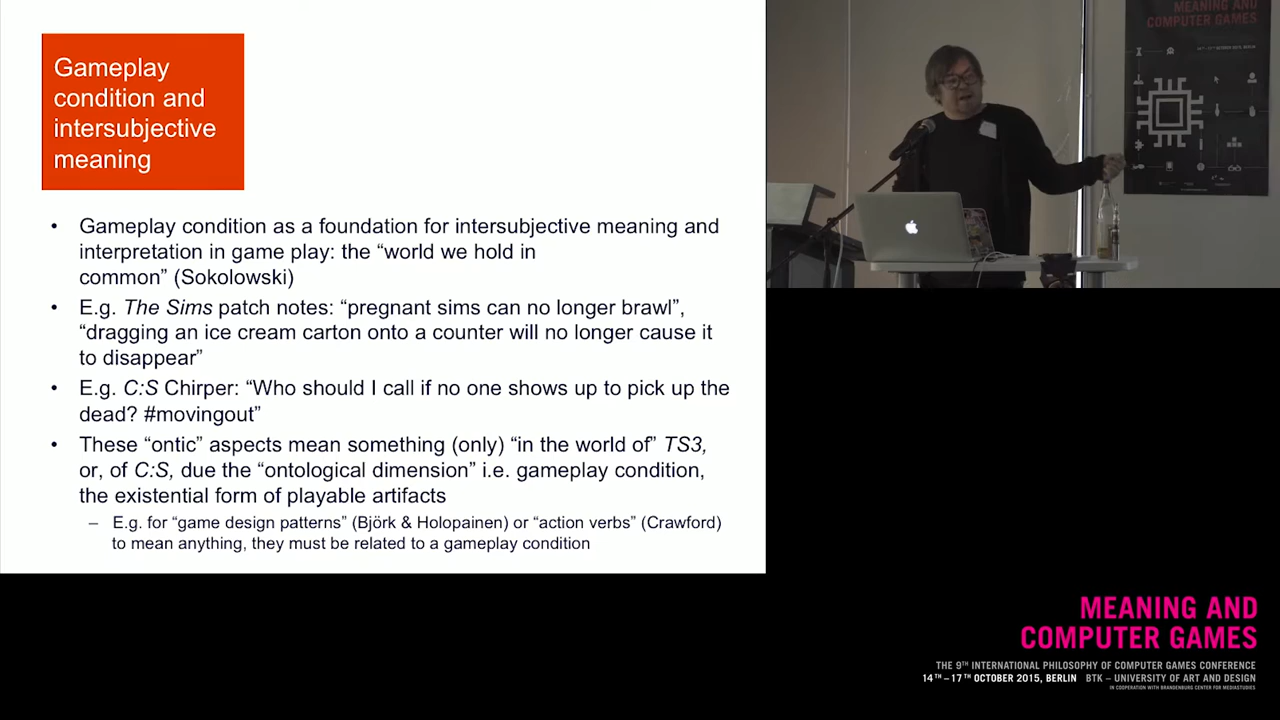 Gameplay
condition and
intersubjective
meaning
• Gameplay condition as a foundation for intersubjective meaning and
interpretation in game play: the “world we hold in
common” (Sokolowski)
• E.g. The Sims patch notes: “pregnant sims can no longer brawl”,
“dragging an ice cream carton onto a counter will no longer cause it
to disappear”
• E.g. C:S Chirper: “Who should I call if no one shows up to pick up the
dead? #movingout”
• These “ontic” aspects mean something (only) “in the world of” TS3,
or, of C:S, due the “ontological dimension” i.e. gameplay condition,
the existential form of playable artifacts
– E.g. for “game design patterns” (Björk & Holopainen) or “action verbs” (Crawford)
to mean anything, they must be related to a gameplay condition
MEANING AND
COMPUTER GAMES
MEANING AND
COMPUTER GAMES
THE 9TH INTERNATIONAL PHILOSOPHY OF COMPUTER GAMES CONFERENCE
14TH – 17TH OCTOBER 2015, BERLIN BTK – UNIVERSITY OF ART AND DESIGN
IN COOPERATION WITH BRANDENBURG CENTER FOR MEDIASTUDIES